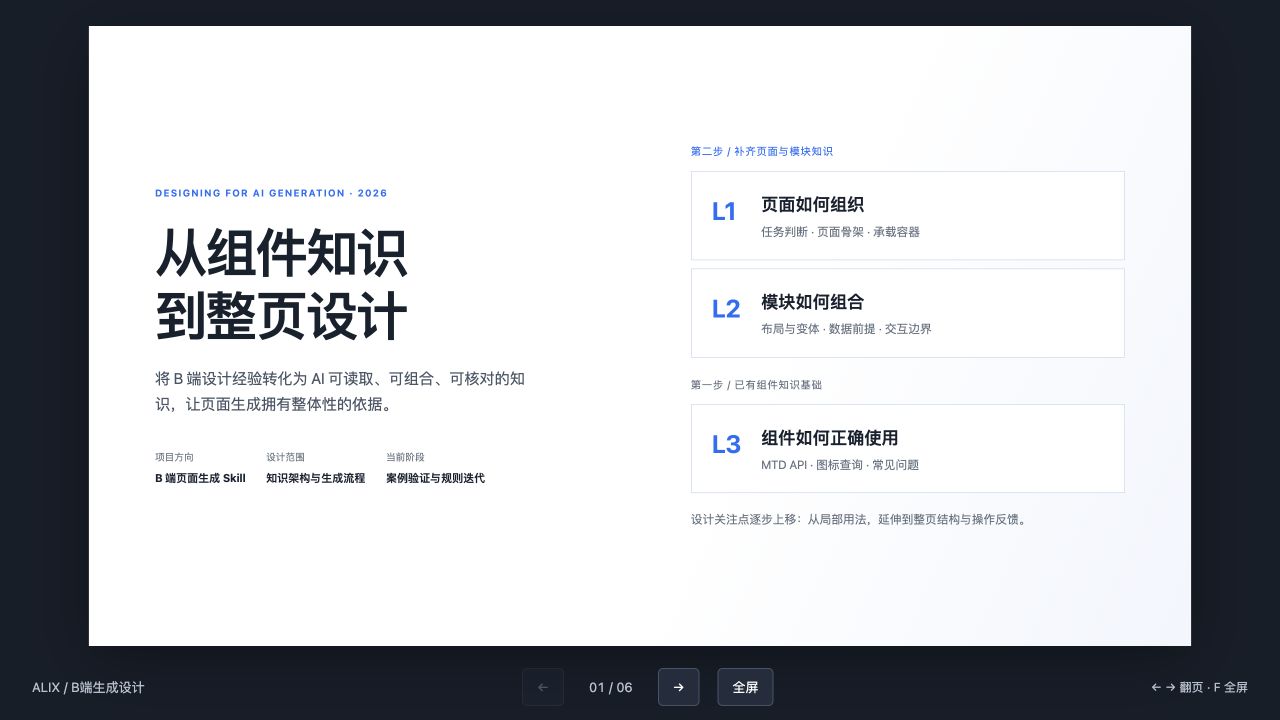 DESIGNING FOR AI GENERATION · 2026
从组件知识
到整页设计
将 B 端设计经验转化为 AI 可读取、可组合、可核对的知
识，让页面生成拥有整体性的依据。
项目方向
B 端页面生成 Skill
设计范围
知识架构与生成流程
当前阶段
案例验证与规则迭代
第二步 / 补齐页面与模块知识
L1
页面如何组织
任务判断 · 页面骨架 · 承载容器
L2
模块如何组合
布局与变体 · 数据前提 · 交互边界
第一步 / 已有组件知识基础
L3
组件如何正确使用
MTD API · 图标查询 · 常见问题
设计关注点逐步上移：从局部用法，延伸到整页结构与操作反馈。
ALIX / B端生成设计
←
01 / 06
→
全屏
← → 翻页 · F 全屏